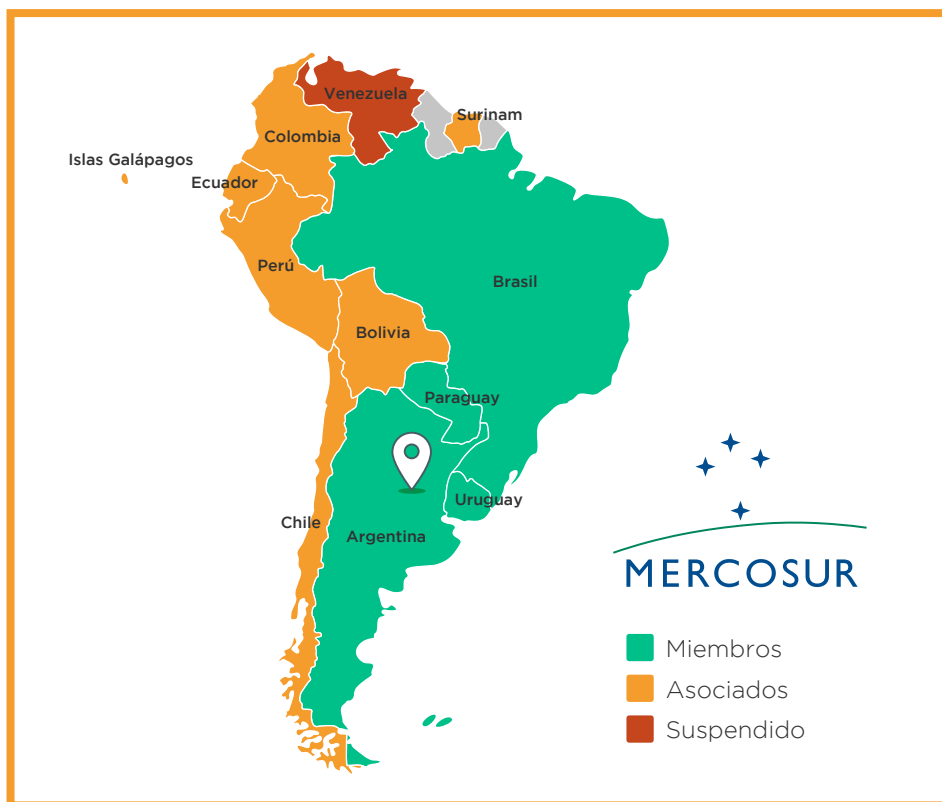 Venezuela
Surinam
Colombia
Islas Galápagos
Ecuador
Perú
Brasil
Bolivia
Paraguay
Uruguay
Chile
Argentina
MERCOSUR
Miembros
Asociados
Suspendido